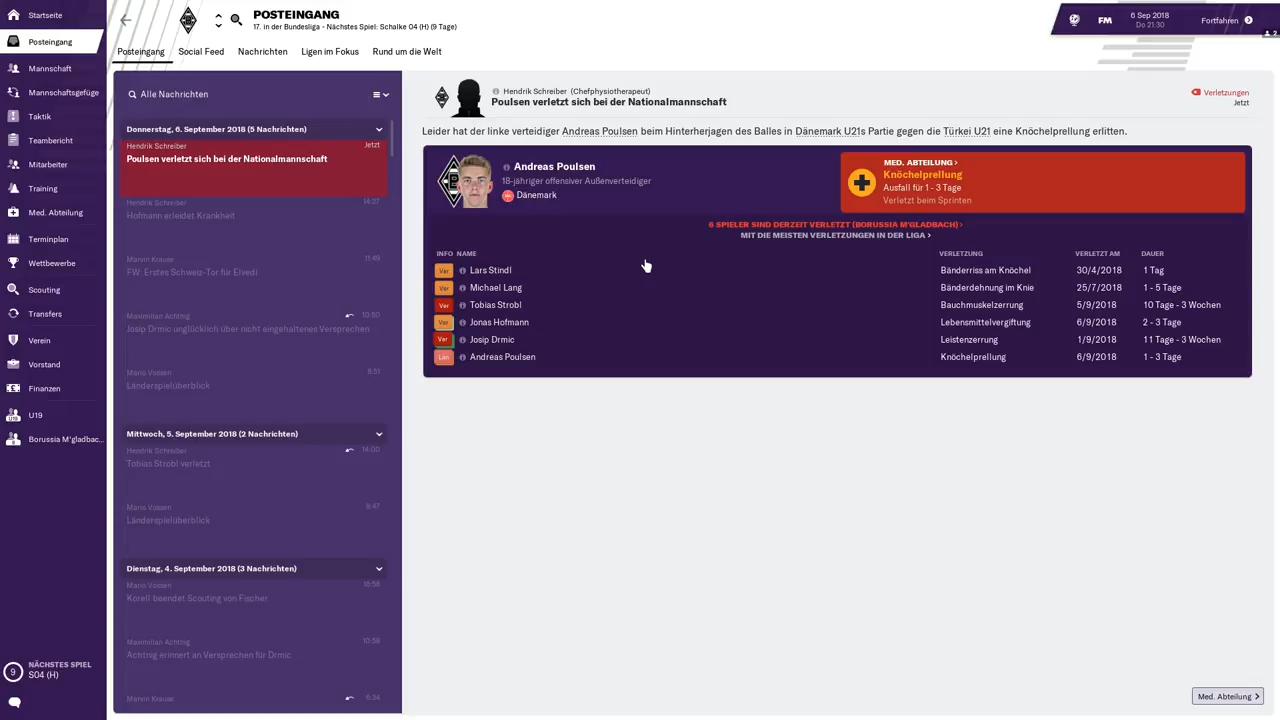 Startseite
Posteingang
Mannschaft
Mannschaftsgefüge
Taktik
Teambericht
Mitarbeiter
Training
Med. Abteilung
Terminplan
Wettbewerbe
Scouting
Transfers
Verein
Vorstand
Finanzen
U19
Borussia M'gladbac...
NÄCHSTES SPIEL
9
S04 (H)
POSTEINGANG
17. in der Bundesliga - Nächstes Spiel: Schalke 04 (H) (9 Tage)
FM
6 Sep 2018
Do 21:30
Fortfahren
2
Posteingang Social Feed Nachrichten Ligen im Fokus Rund um die Welt
Alle Nachrichten
Donnerstag, 6. September 2018 (5 Nachrichten)
Hendrik Schreiber Jetzt
Poulsen verletzt sich bei der Nationalmannschaft
Hendrik Schreiber 14:27
Hofmann erleidet Krankheit
Marvin Krause 11:49
FW: Erstes Schweiz-Tor für Elvedi
Maximilian Achtnig 10:50
Josip Drmic unglücklich über nicht eingehaltenes Versprechen
Mario Vossen 8:51
Länderspielüberblick
Mittwoch, 5. September 2018 (2 Nachrichten)
Hendrik Schreiber 14:00
Tobias Strobl verletzt
Mario Vossen 8:47
Länderspielüberblick
Dienstag, 4. September 2018 (3 Nachrichten)
Mario Vossen 16:58
Korell beendet Scouting von Fischer
Maximilian Achtnig 10:59
Achtnig erinnert an Versprechen für Drmic
Marvin Krause 6:34
Hendrik Schreiber (Chefphysiotherapeut)
Poulsen verletzt sich bei der Nationalmannschaft
Verletzungen
Jetzt
Leider hat der linke verteidiger Andreas Poulsen beim Hinterherjagen des Balles in Dänemark U21s Partie gegen die Türkei U21 eine Knöchelprellung erlitten.
Andreas Poulsen
18-jähriger offensiver Außenverteidiger
Dänemark
MED. ABTEILUNG >
Knöchelprellung
Ausfall für 1 - 3 Tage
Verletzt beim Sprinten
6 SPIELER SIND DERZEIT VERLETZT (BORUSSIA M'GLADBACH) >
MIT DIE MEISTEN VERLETZUNGEN IN DER LIGA >
INFO NAME VERLETZUNG VERLETZT AM DAUER
Ver Lars Stindl Bänderriss am Knöchel 30/4/2018 1 Tag
Ver Michael Lang Bänderdehnung im Knie 25/7/2018 1 - 5 Tage
Ver Tobias Strobl Bauchmuskelzerrung 5/9/2018 10 Tage - 3 Wochen
Ver Jonas Hofmann Lebensmittelvergiftung 6/9/2018 2 - 3 Tage
Ver Josip Drmic Leistenzerrung 1/9/2018 11 Tage - 3 Wochen
Län Andreas Poulsen Knöchelprellung 6/9/2018 1 - 3 Tage
Med. Abteilung >